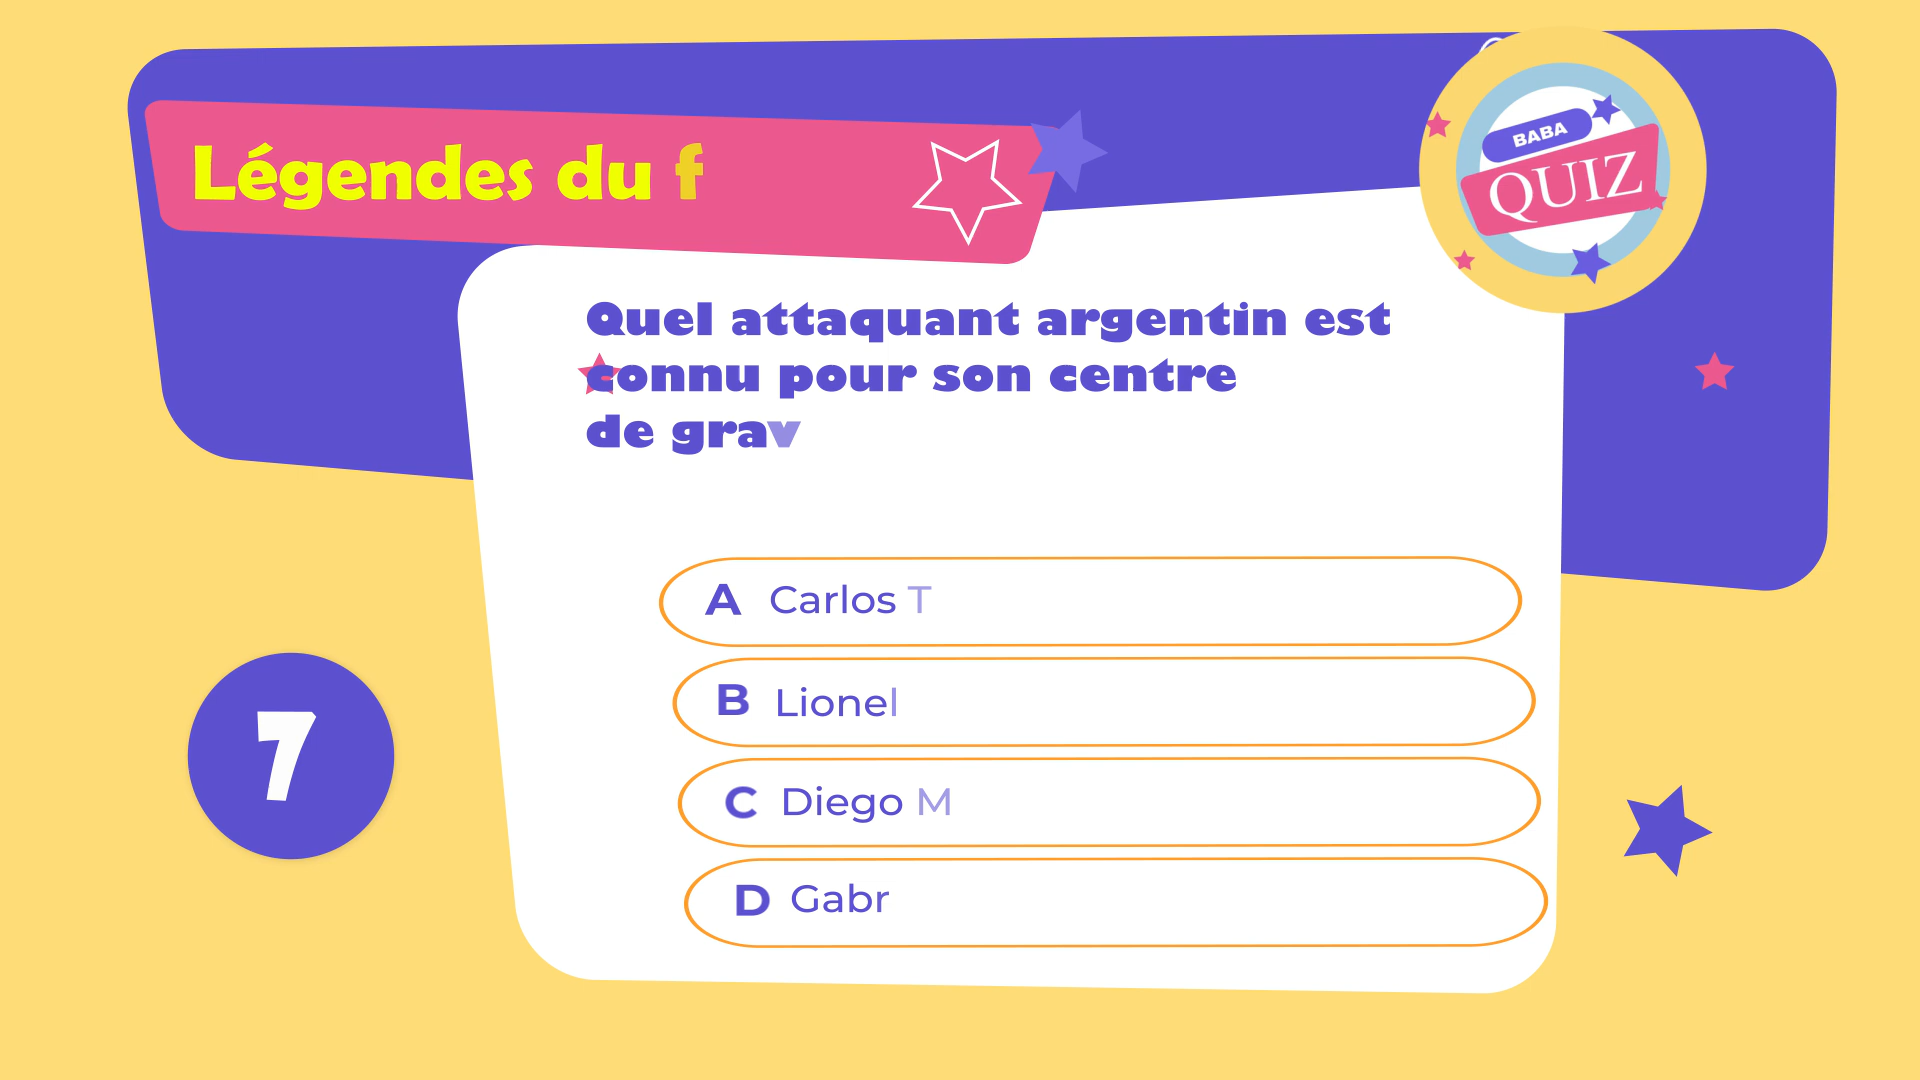 Légendes du f
BABA
QUIZ
Quel attaquant argentin est
connu pour son centre
de grav
A Carlos T
B Lionel
C Diego M
D Gabr
7